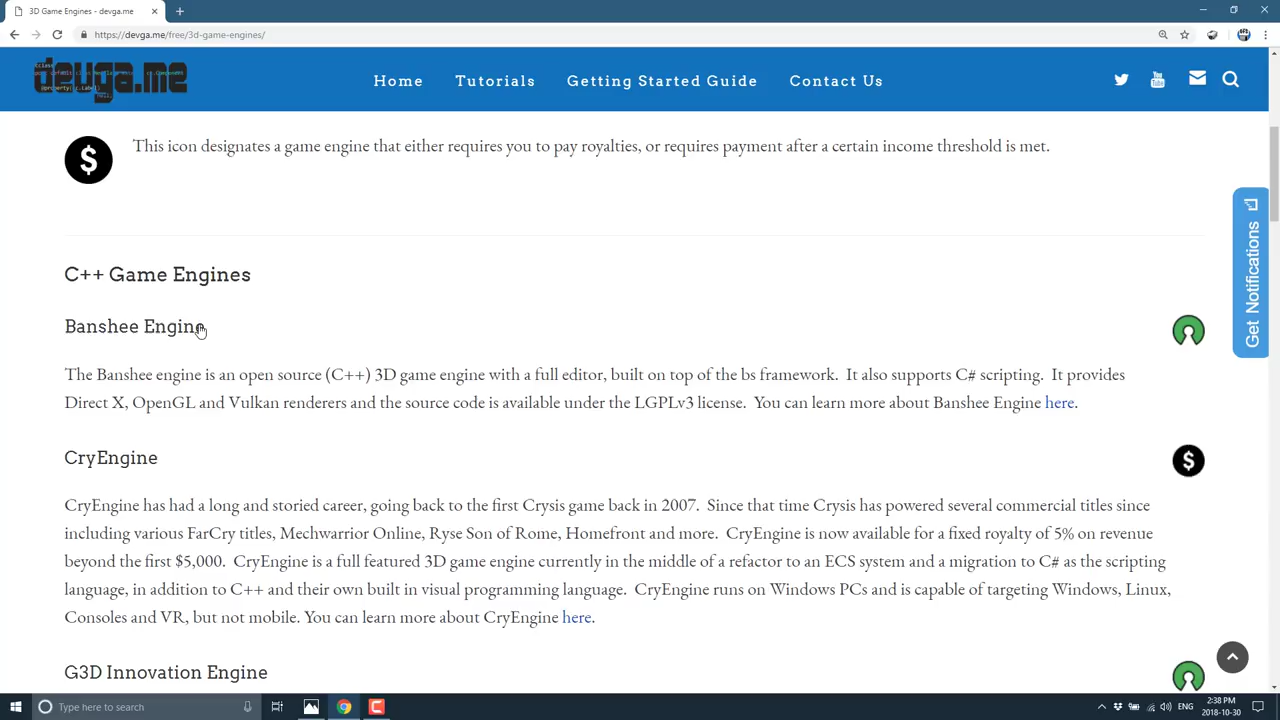 3D Game Engines - devga.me
https://devga.me/free/3d-game-engines/
devga.me
Home Tutorials Getting Started Guide Contact Us
$ This icon designates a game engine that either requires you to pay royalties, or requires payment after a certain income threshold is met.
Get Notifications
C++ Game Engines
Banshee Engine
The Banshee engine is an open source (C++) 3D game engine with a full editor, built on top of the bs framework. It also supports C# scripting. It provides
Direct X, OpenGL and Vulkan renderers and the source code is available under the LGPLv3 license. You can learn more about Banshee Engine here.
CryEngine
$
CryEngine has had a long and storied career, going back to the first Crysis game back in 2007. Since that time Crysis has powered several commercial titles since
including various FarCry titles, Mechwarrior Online, Ryse Son of Rome, Homefront and more. CryEngine is now available for a fixed royalty of 5% on revenue
beyond the first $5,000. CryEngine is a full featured 3D game engine currently in the middle of a refactor to an ECS system and a migration to C# as the scripting
language, in addition to C++ and their own built in visual programming language. CryEngine runs on Windows PCs and is capable of targeting Windows, Linux,
Consoles and VR, but not mobile. You can learn more about CryEngine here.
G3D Innovation Engine
Type here to search
ENG
2:38 PM
2018-10-30